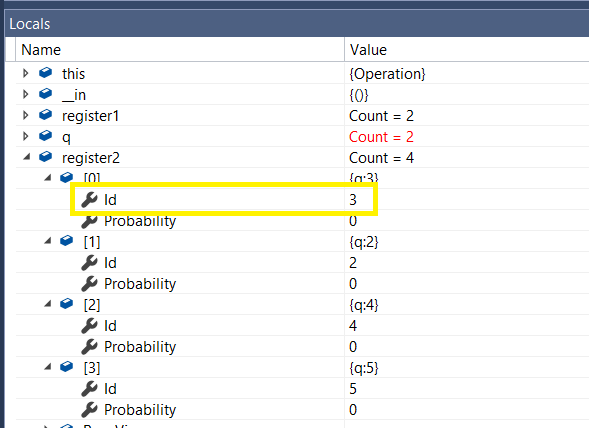 Locals
Name Value
this {Operation}
__in {()}
register1 Count = 2
q Count = 2
register2 Count = 4
[0] {q:3}
Id 3
Probability 0
[1] {q:2}
Id 2
Probability 0
[2] {q:4}
Id 4
Probability 0
[3] {q:5}
Id 5
Probability 0